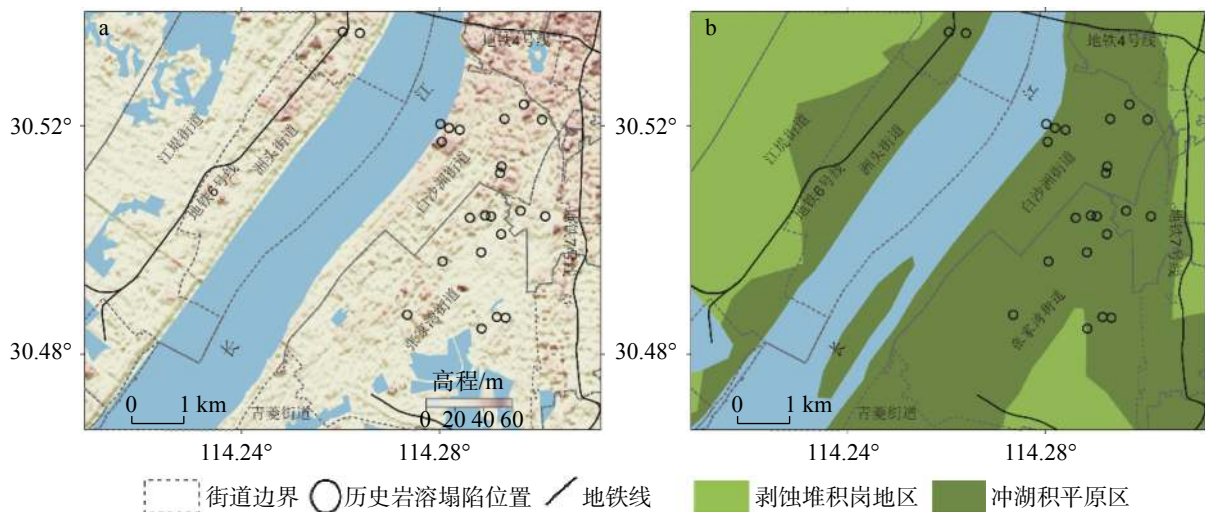 a
地铁4号线
30.52°
江堤街道
洲头街道
江
地铁6号线
白沙洲街道
地铁7号线
张家湾街道
30.48°
长
高程/m
0 20 40 60
0 1 km
青菱街道
114.24° 114.28°
b
地铁4号线
30.52°
江堤街道
洲头街道
江
地铁6号线
白沙洲街道
地铁7号线
张家湾街道
30.48°
长
0 1 km
青菱街道
114.24° 114.28°
街道边界 历史岩溶塌陷位置 地铁线 剥蚀堆积岗地区 冲湖积平原区